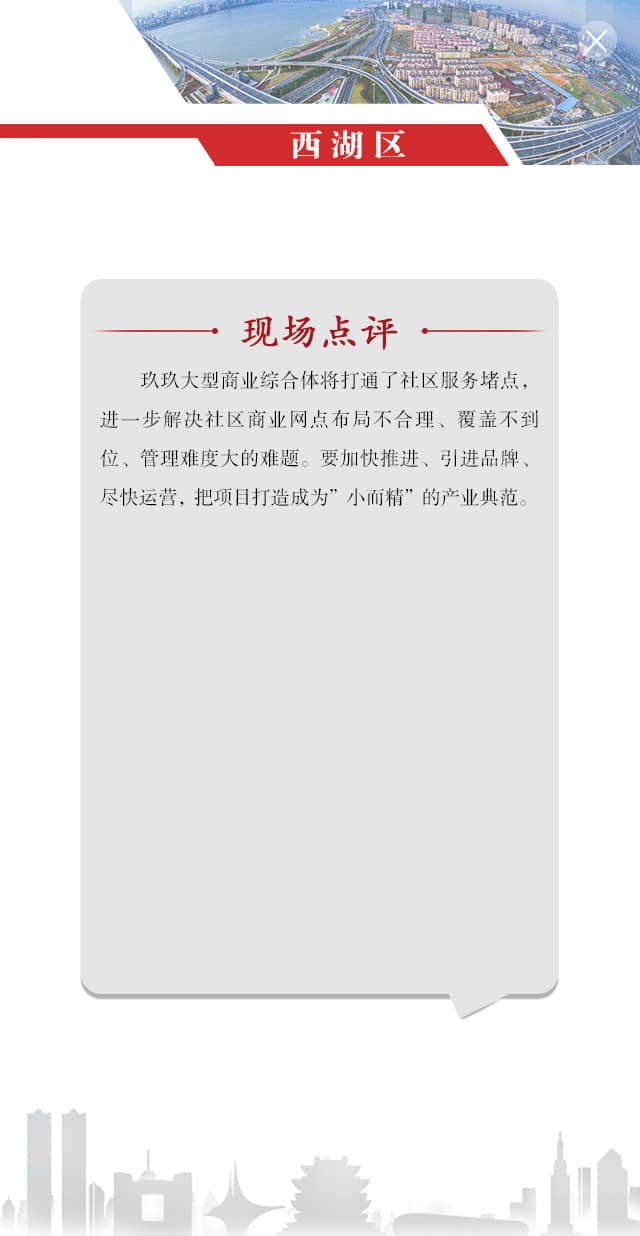 西湖区
现场点评
玖玖大型商业综合体将打通了社区服务堵点，
进一步解决社区商业网点布局不合理、覆盖不到
位、管理难度大的难题。要加快推进、引进品牌、
尽快运营，把项目打造成为”小而精”的产业典范。